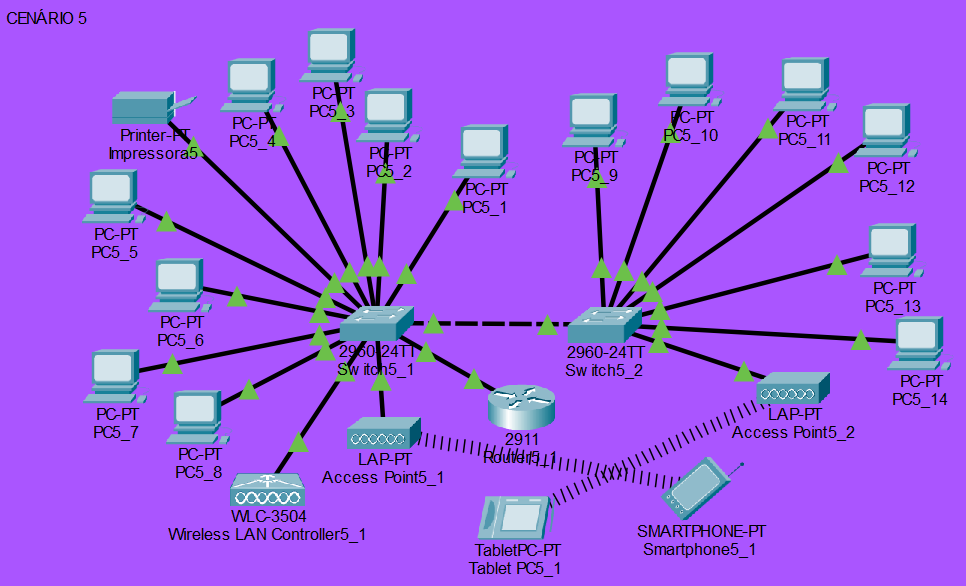 CENÁRIO 5
PC-PT
PC5_3
PC-PT
PC5_4
PC-PT
PC5_2
Printer-PT
Impressora5
PC-PT
PC5_1
PC-PT
PC5_9
PC-PT
PC5_10
PC-PT
PC5_11
PC-PT
PC5_12
PC-PT
PC5_5
PC-PT
PC5_6
PC-PT
PC5_13
2960-24TT
Switch5_1
2960-24TT
Switch5_2
PC-PT
PC5_7
PC-PT
PC5_14
PC-PT
PC5_8
LAP-PT
Access Point5_1
2911
Router5_1
LAP-PT
Access Point5_2
WLC-3504
Wireless LAN Controller5_1
TabletPC-PT
Tablet PC5_1
SMARTPHONE-PT
Smartphone5_1